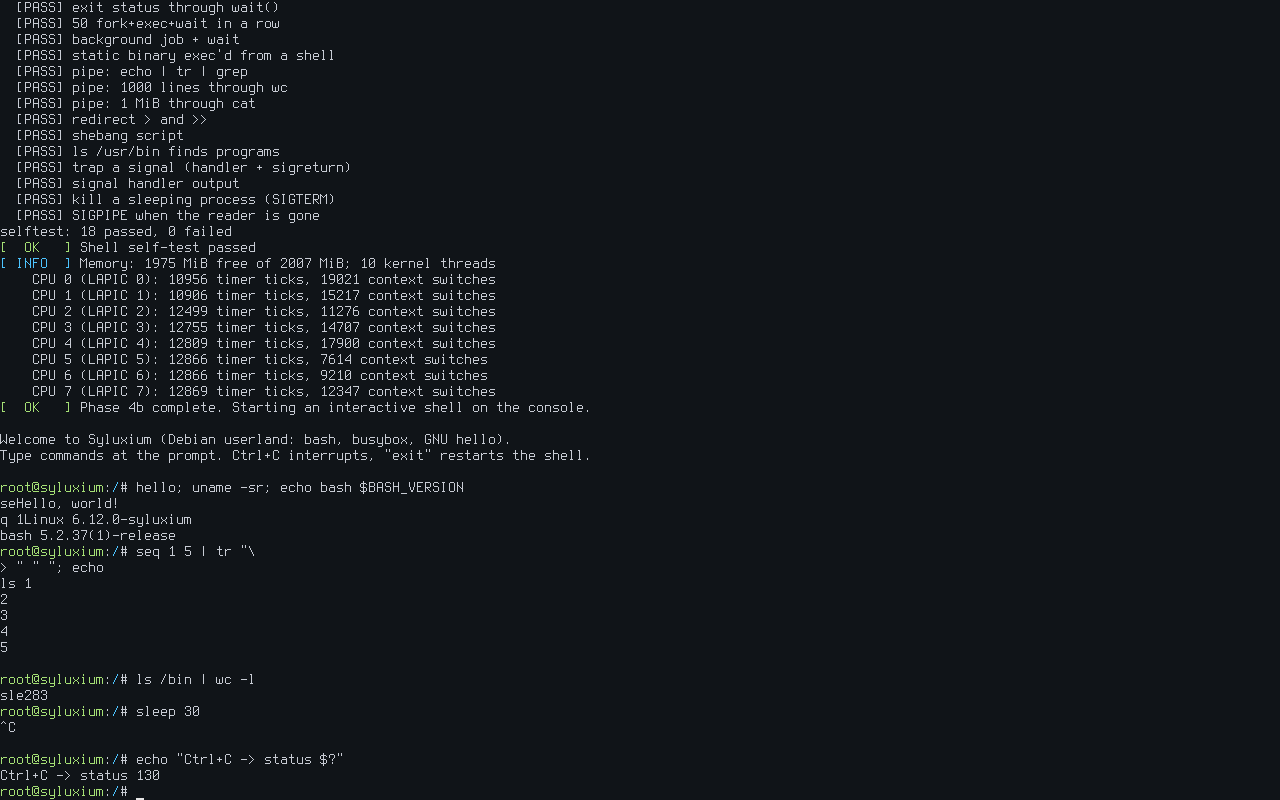 [PASS] exit status through wait()
[PASS] 50 fork+exec+wait in a row
[PASS] background job + wait
[PASS] static binary exec'd from a shell
[PASS] pipe: echo | tr | grep
[PASS] pipe: 1000 lines through wc
[PASS] pipe: 1 MiB through cat
[PASS] redirect > and >>
[PASS] shebang script
[PASS] ls /usr/bin finds programs
[PASS] trap a signal (handler + sigreturn)
[PASS] signal handler output
[PASS] kill a sleeping process (SIGTERM)
[PASS] SIGPIPE when the reader is gone
selftest: 18 passed, 0 failed
[  OK   ] Shell self-test passed
[ INFO  ] Memory: 1975 MiB free of 2007 MiB; 10 kernel threads
    CPU 0 (LAPIC 0): 10956 timer ticks, 19021 context switches
    CPU 1 (LAPIC 1): 10906 timer ticks, 15217 context switches
    CPU 2 (LAPIC 2): 12499 timer ticks, 11276 context switches
    CPU 3 (LAPIC 3): 12755 timer ticks, 14707 context switches
    CPU 4 (LAPIC 4): 12809 timer ticks, 17900 context switches
    CPU 5 (LAPIC 5): 12866 timer ticks, 7614 context switches
    CPU 6 (LAPIC 6): 12866 timer ticks, 9210 context switches
    CPU 7 (LAPIC 7): 12869 timer ticks, 12347 context switches
[  OK   ] Phase 4b complete. Starting an interactive shell on the console.
Welcome to Syluxium (Debian userland: bash, busybox, GNU hello).
Type commands at the prompt. Ctrl+C interrupts, "exit" restarts the shell.
root@syluxium:/# hello; uname -sr; echo bash $BASH_VERSION
seHello, world!
q 1Linux 6.12.0-syluxium
bash 5.2.37(1)-release
root@syluxium:/# seq 1 5 | tr "\
> " " "; echo
ls 1
2
3
4
5
root@syluxium:/# ls /bin | wc -l
sle283
root@syluxium:/# sleep 30
^C
root@syluxium:/# echo "Ctrl+C -> status $?"
Ctrl+C -> status 130
root@syluxium:/# _